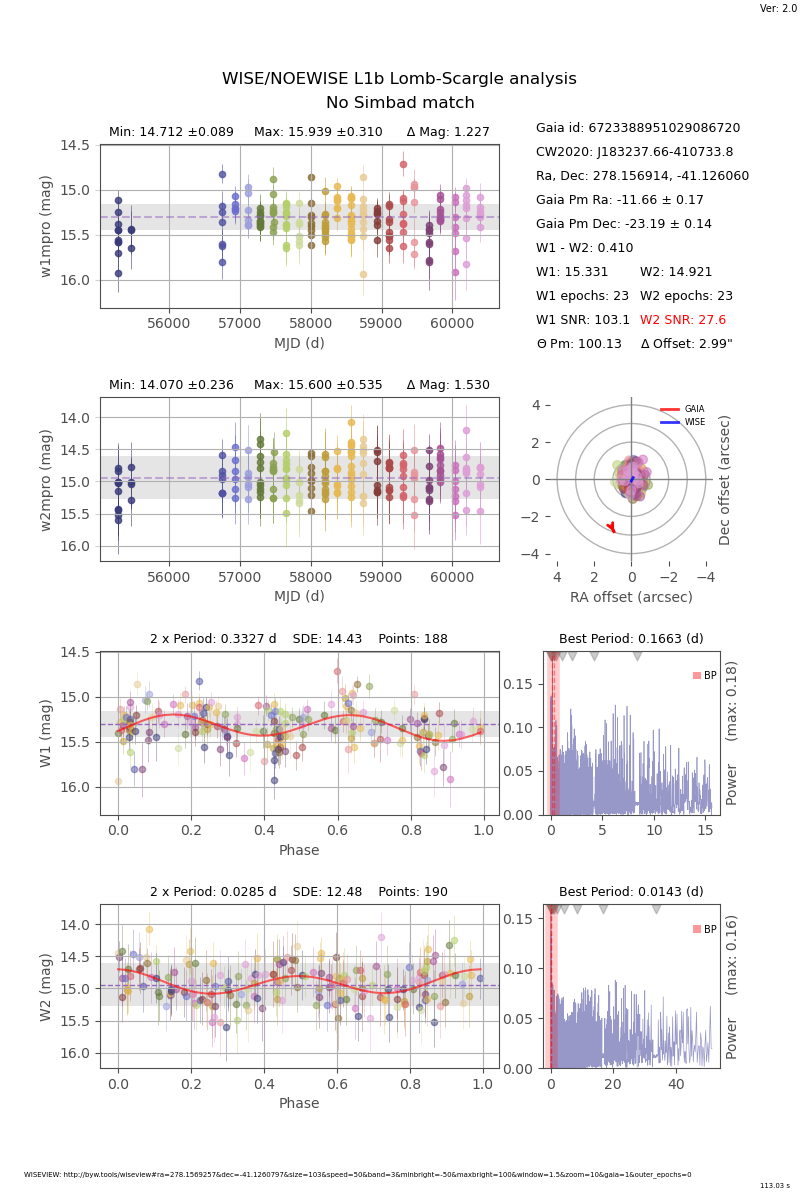 Ver: 2.0
WISE/NOEWISE L1b Lomb-Scargle analysis
No Simbad match
Min: 14.712 ±0.089 Max: 15.939 ±0.310 Δ Mag: 1.227
14.5
15.0
15.5
16.0
w1mpro (mag)
56000 57000 58000 59000 60000
MJD (d)
Gaia id: 6723388951029086720
CW2020: J183237.66-410733.8
Ra, Dec: 278.156914, -41.126060
Gaia Pm Ra: -11.66 ± 0.17
Gaia Pm Dec: -23.19 ± 0.14
W1 - W2: 0.410
W1: 15.331 W2: 14.921
W1 epochs: 23 W2 epochs: 23
W1 SNR: 103.1 W2 SNR: 27.6
Θ Pm: 100.13 Δ Offset: 2.99"
Min: 14.070 ±0.236 Max: 15.600 ±0.535 Δ Mag: 1.530
14.0
14.5
15.0
15.5
16.0
w2mpro (mag)
56000 57000 58000 59000 60000
MJD (d)
GAIA
WISE
4
2
0
−2
−4
Dec offset (arcsec)
4 2 0 −2 −4
RA offset (arcsec)
2 x Period: 0.3327 d SDE: 14.43 Points: 188
14.5
15.0
15.5
16.0
W1 (mag)
0.0 0.2 0.4 0.6 0.8 1.0
Phase
Best Period: 0.1663 (d)
BP
0.15
0.10
0.05
0.00
Power (max: 0.18)
0 5 10 15
2 x Period: 0.0285 d SDE: 12.48 Points: 190
14.0
14.5
15.0
15.5
16.0
W2 (mag)
0.0 0.2 0.4 0.6 0.8 1.0
Phase
Best Period: 0.0143 (d)
BP
0.15
0.10
0.05
0.00
Power (max: 0.16)
0 20 40
WISEVIEW: http://byw.tools/wiseview#ra=278.1569257&dec=-41.1260797&size=103&speed=50&band=3&minbright=-50&maxbright=100&window=1.5&zoom=10&gaia=1&outer_epochs=0
113.03 s